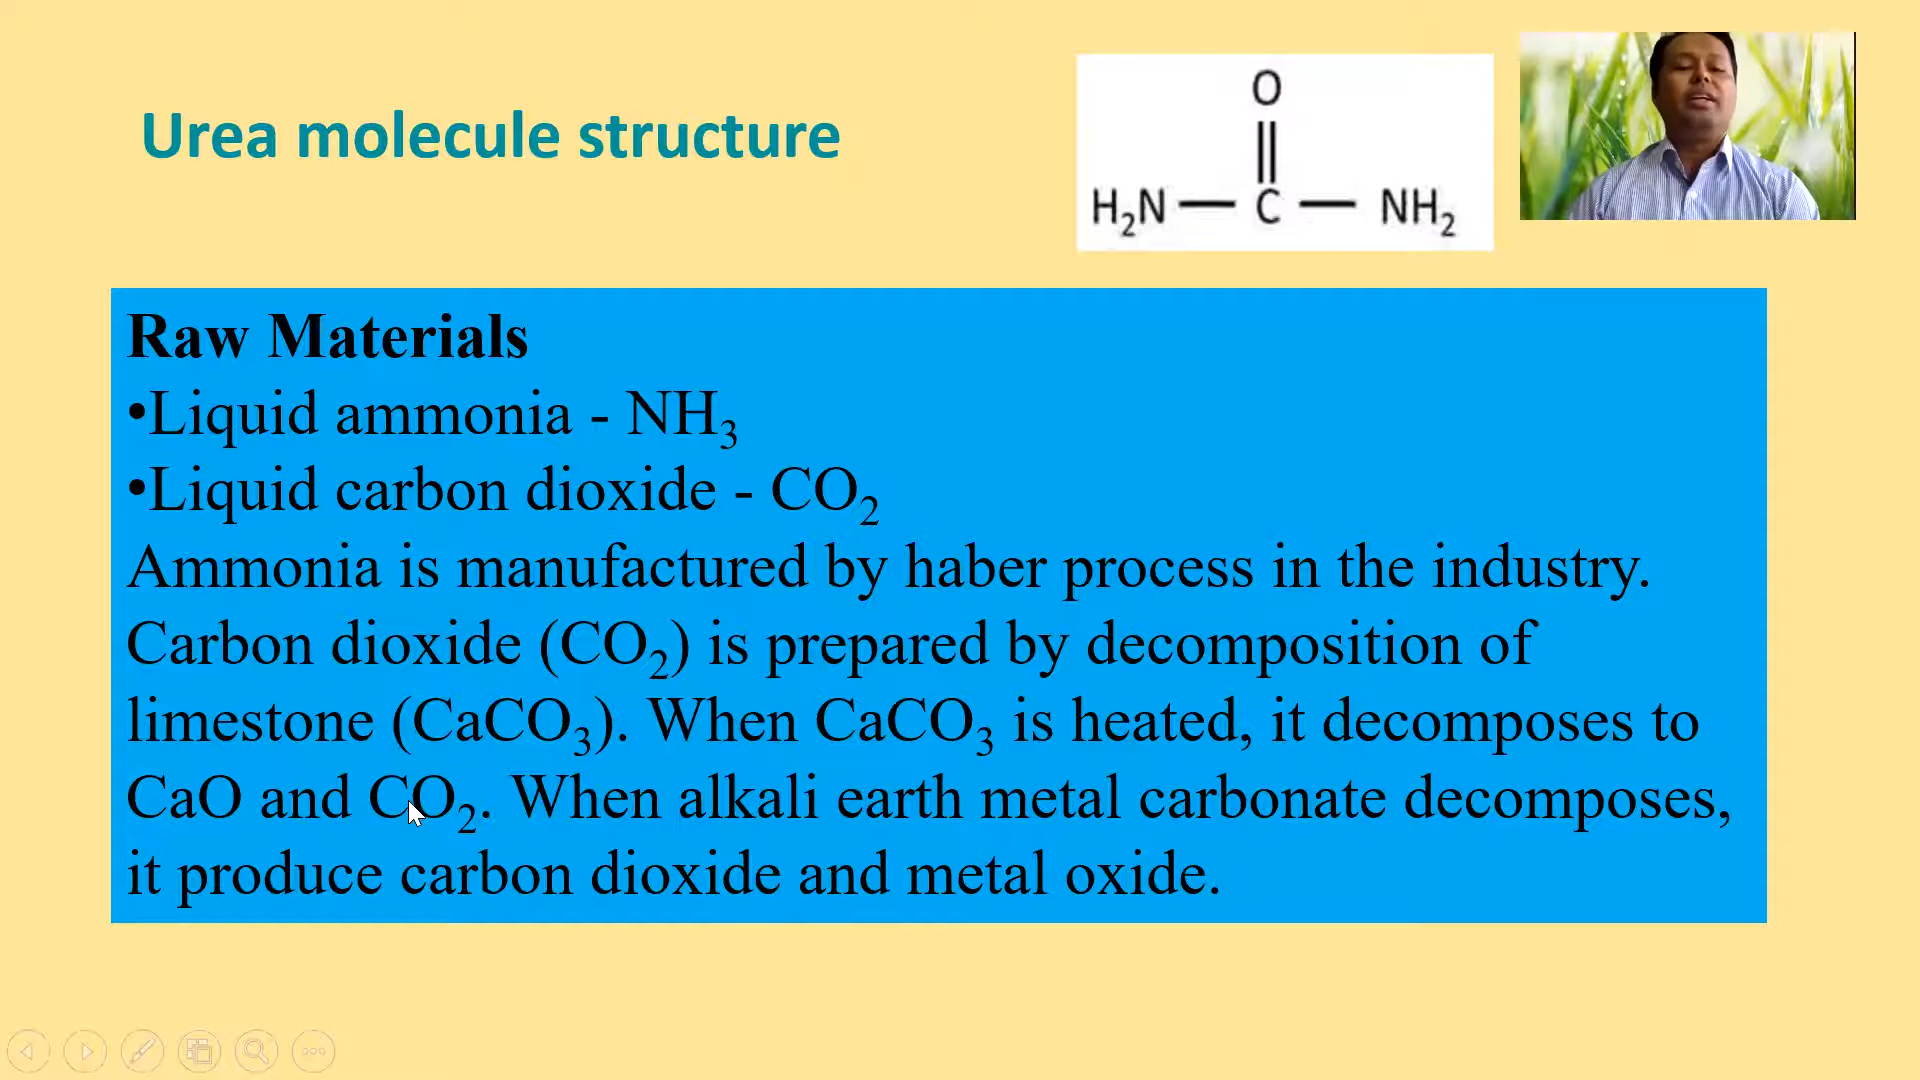 Urea molecule structure
O
H₂N — C — NH₂
Raw Materials
•Liquid ammonia - NH₃
•Liquid carbon dioxide - CO₂
Ammonia is manufactured by haber process in the industry.
Carbon dioxide (CO₂) is prepared by decomposition of
limestone (CaCO₃). When CaCO₃ is heated, it decomposes to
CaO and CO₂. When alkali earth metal carbonate decomposes,
it produce carbon dioxide and metal oxide.